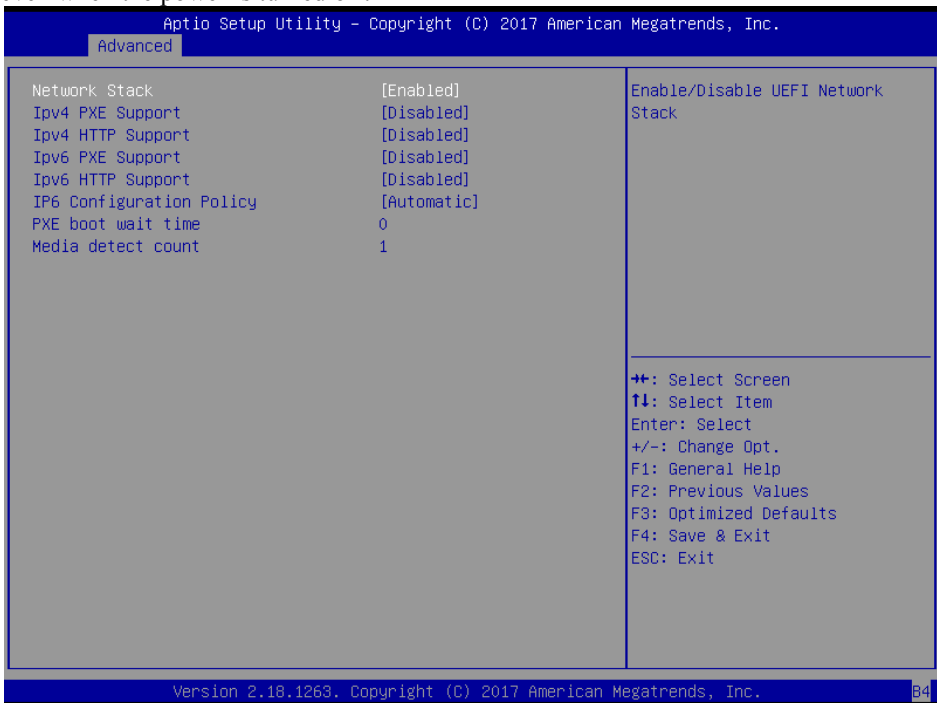 Aptio Setup Utility – Copyright (C) 2017 American Megatrends, Inc.
Advanced
Network Stack [Enabled]
Ipv4 PXE Support [Disabled]
Ipv4 HTTP Support [Disabled]
Ipv6 PXE Support [Disabled]
Ipv6 HTTP Support [Disabled]
IP6 Configuration Policy [Automatic]
PXE boot wait time 0
Media detect count 1
Enable/Disable UEFI Network
Stack
→←: Select Screen
↑↓: Select Item
Enter: Select
+/-: Change Opt.
F1: General Help
F2: Previous Values
F3: Optimized Defaults
F4: Save & Exit
ESC: Exit
Version 2.18.1263. Copyright (C) 2017 American Megatrends, Inc.
B4